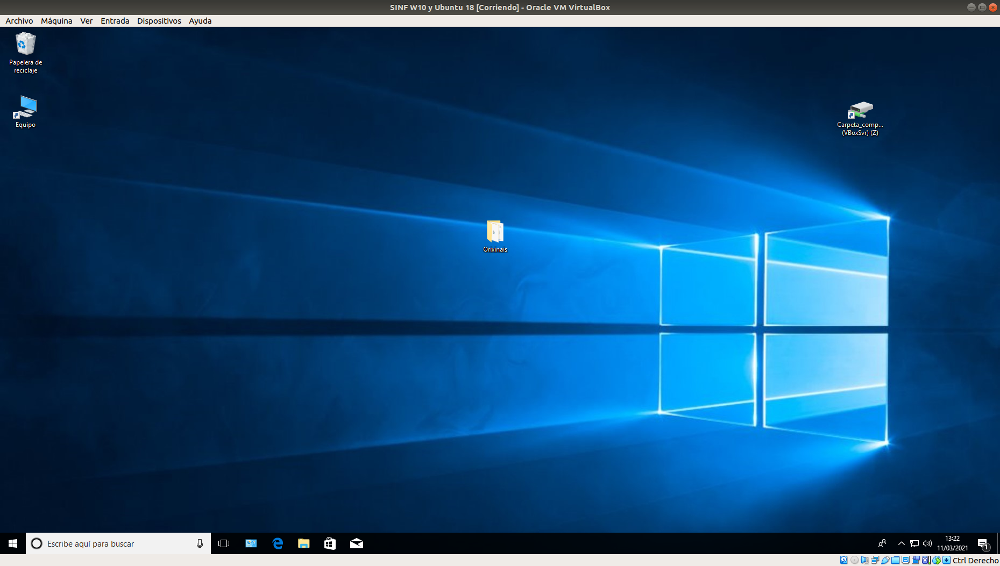 SINF W10 y Ubuntu 18 [Corriendo] - Oracle VM VirtualBox
Archivo Máquina Ver Entrada Dispositivos Ayuda
Papelera de
reciclaje
Equipo
Carpeta_comp...
(VBoxSvr) (Z)
Orixinais
Escribe aquí para buscar
13:22
11/03/2021
1
Ctrl Derecho